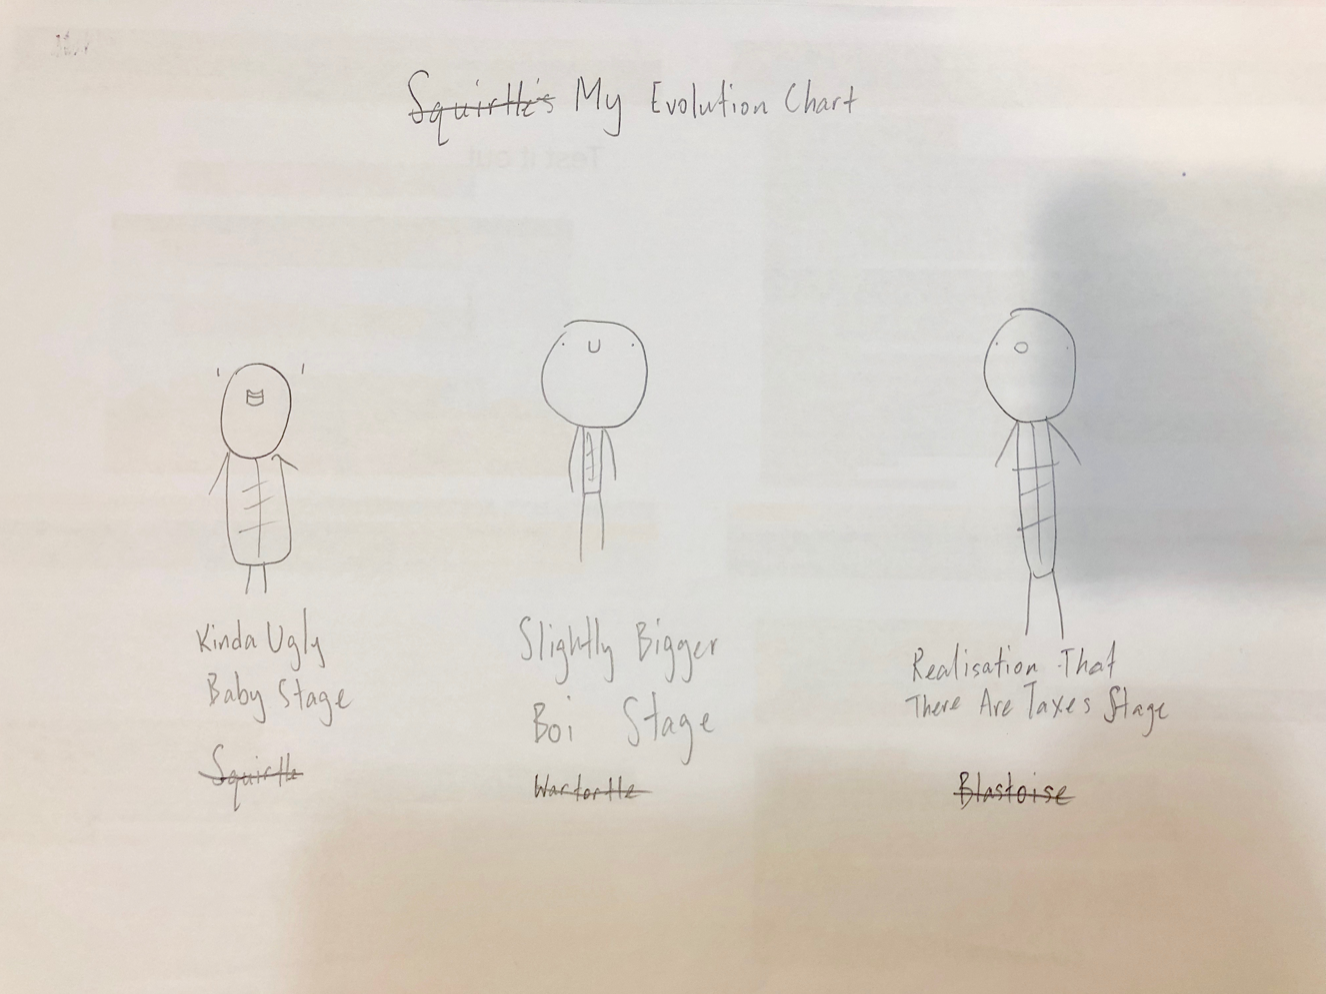 Squirtle's My Evolution Chart
Kinda Ugly
Baby Stage
Squirtle
Slightly Bigger
Boi Stage
Wartortle
Realisation That
There Are Taxes Stage
Blastoise